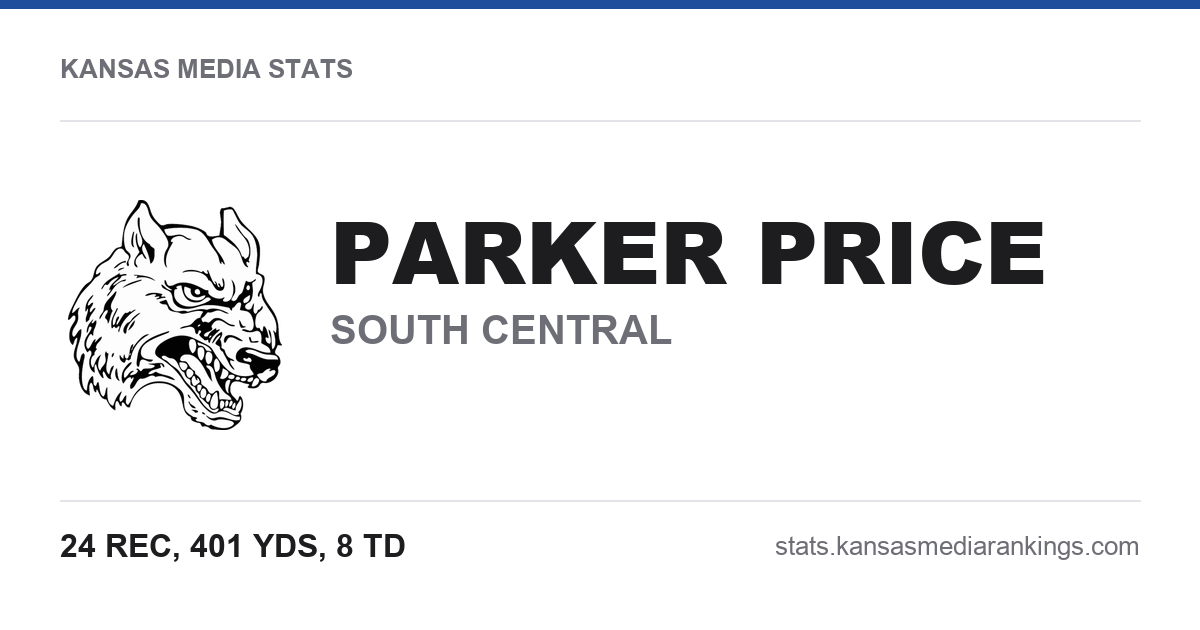 KANSAS MEDIA STATS
PARKER PRICE
SOUTH CENTRAL
24 REC, 401 YDS, 8 TD
stats.kansasmediarankings.com